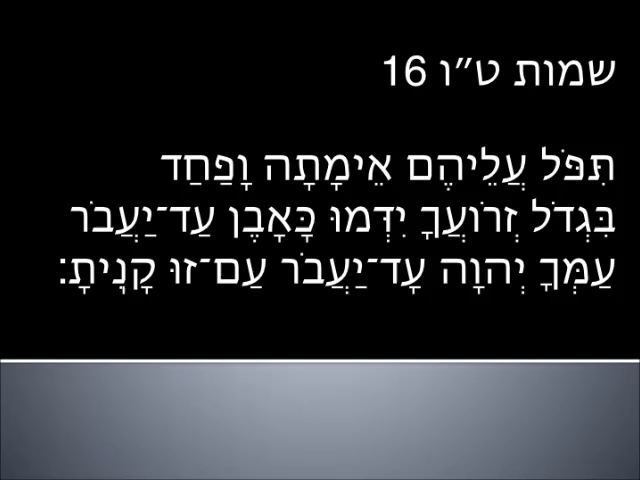 שמות ט״ו 16
תִּפֹּל עֲלֵיהֶם אֵימָתָה וָפַחַד
בִּגְדֹל זְרוֹעֲךָ יִדְּמוּ כָּאָבֶן עַד־יַעֲבֹר
עַמְּךָ יְהוָה עָד־יַעֲבֹר עַם־זוּ קָנִיתָ׃